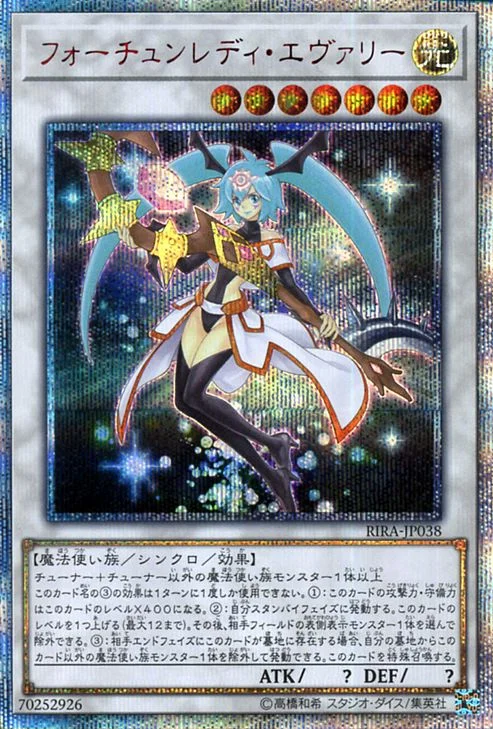 フォーチュンレディ・エヴァリー
光
RIRA-JP038
【魔法使い族／シンクロ／効果】
チューナー＋チューナー以外の魔法使い族モンスター1体以上
このカード名の③の効果は1ターンに1度しか使用できない。①：このカードの攻撃力・守備力
はこのカードのレベル×400になる。②：自分スタンバイフェイズに発動する。このカードの
レベルを1つ上げる(最大12まで)。その後、相手フィールドの表側表示モンスター1体を選んで
除外できる。③：相手エンドフェイズにこのカードが墓地に存在する場合、自分の墓地からこの
カード以外の魔法使い族モンスター1体を除外して発動できる。このカードを特殊召喚する。
ATK/ ? DEF/ ?
70252926
©高橋和希 スタジオ・ダイス/集英社